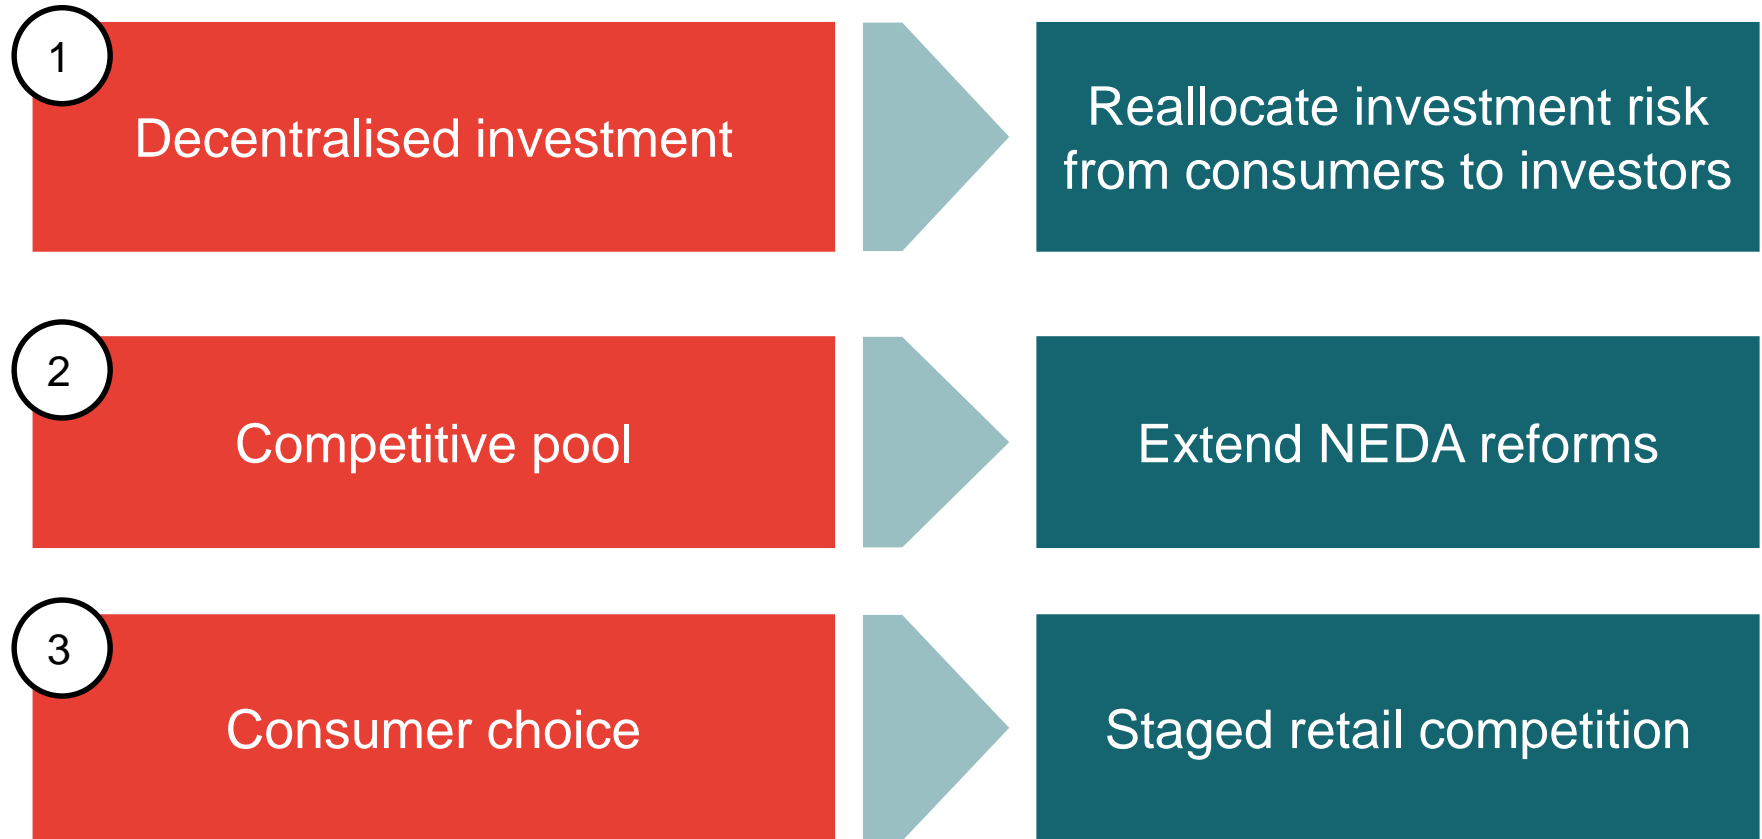 1
Decentralised investment
Reallocate investment risk
from consumers to investors
2
Competitive pool
Extend NEDA reforms
3
Consumer choice
Staged retail competition